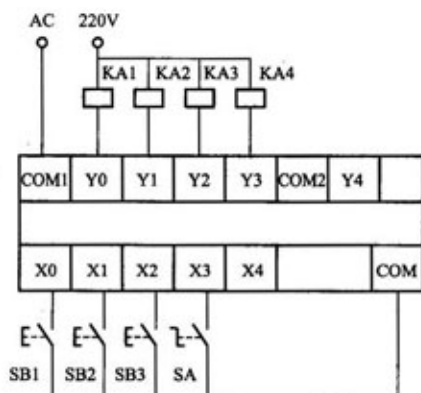 AC 220V
KA1 KA2 KA3 KA4
COM1 Y0 Y1 Y2 Y3 COM2 Y4
X0 X1 X2 X3 X4 COM
SB1 SB2 SB3 SA